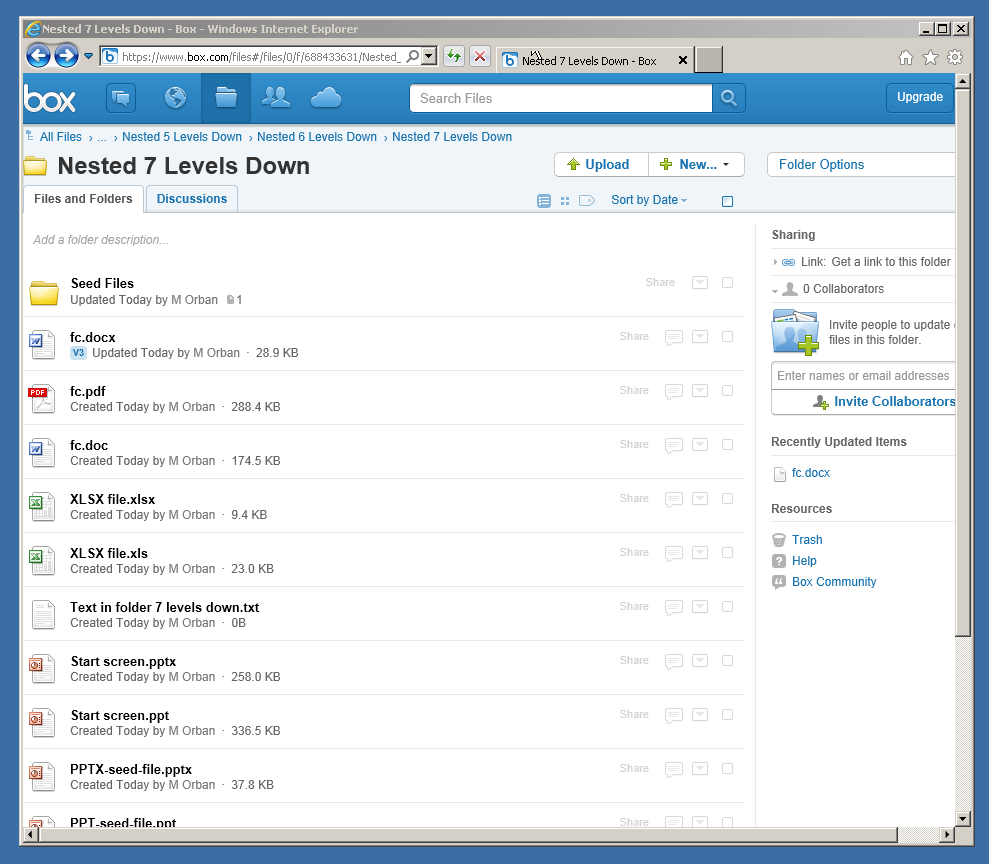 Nested 7 Levels Down - Box - Windows Internet Explorer
https://www.box.com/files#/files/0/f/688433631/Nested_
Nested 7 Levels Down - Box
box
Search Files
Upgrade
All Files › ... › Nested 5 Levels Down › Nested 6 Levels Down › Nested 7 Levels Down
Nested 7 Levels Down
Upload
New...
Folder Options
Files and Folders
Discussions
Sort by Date
Add a folder description...
Seed Files
Share
Updated Today by M Orban 1
fc.docx
Share
V3 Updated Today by M Orban · 28.9 KB
fc.pdf
Share
PDF
Created Today by M Orban · 288.4 KB
fc.doc
Share
Created Today by M Orban · 174.5 KB
XLSX file.xlsx
Share
Created Today by M Orban · 9.4 KB
XLSX file.xls
Share
Created Today by M Orban · 23.0 KB
Text in folder 7 levels down.txt
Share
Created Today by M Orban · 0B
Start screen.pptx
Share
Created Today by M Orban · 258.0 KB
Start screen.ppt
Share
Created Today by M Orban · 336.5 KB
PPTX-seed-file.pptx
Share
Created Today by M Orban · 37.8 KB
PPT-seed-file.ppt
Share
Sharing
Link: Get a link to this folder
0 Collaborators
Invite people to update
files in this folder.
Enter names or email addresses
Invite Collaborators
Recently Updated Items
fc.docx
Resources
Trash
Help
Box Community